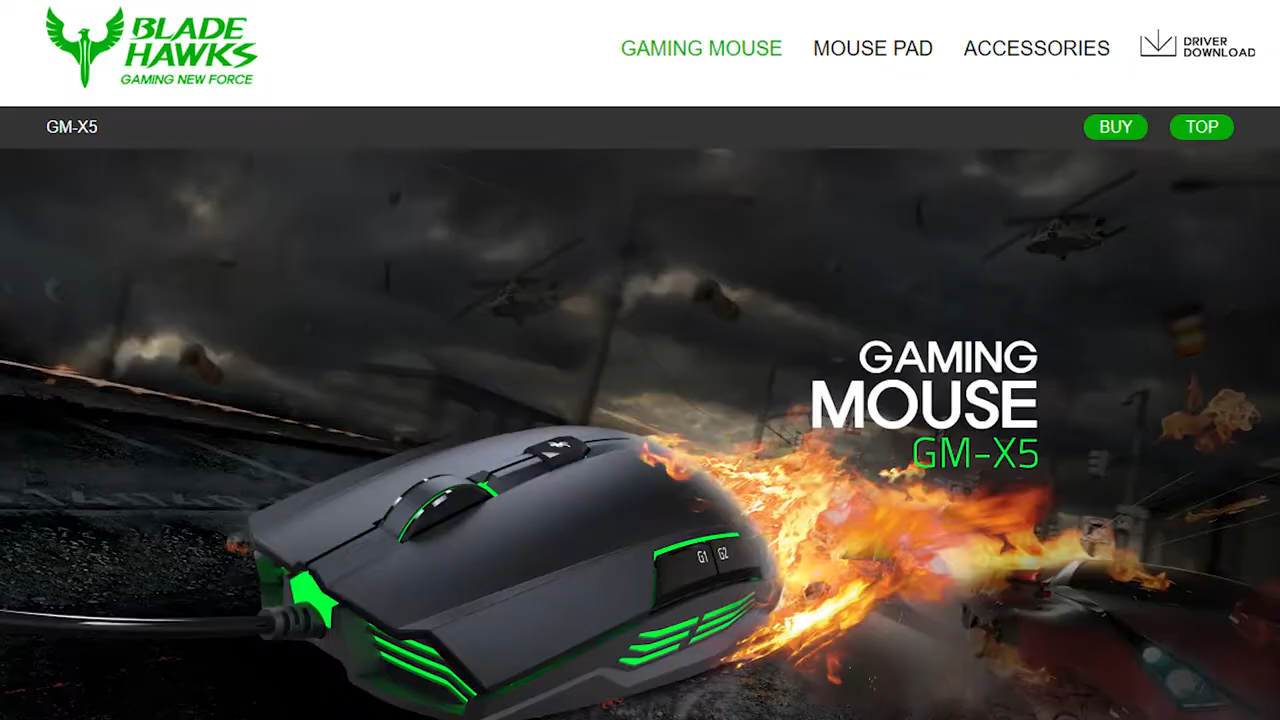 BLADE
HAWKS
GAMING NEW FORCE
GAMING MOUSE
MOUSE PAD
ACCESSORIES
DRIVER
DOWNLOAD
GM-X5
BUY
TOP
GAMING
MOUSE
GM-X5
G1
G2